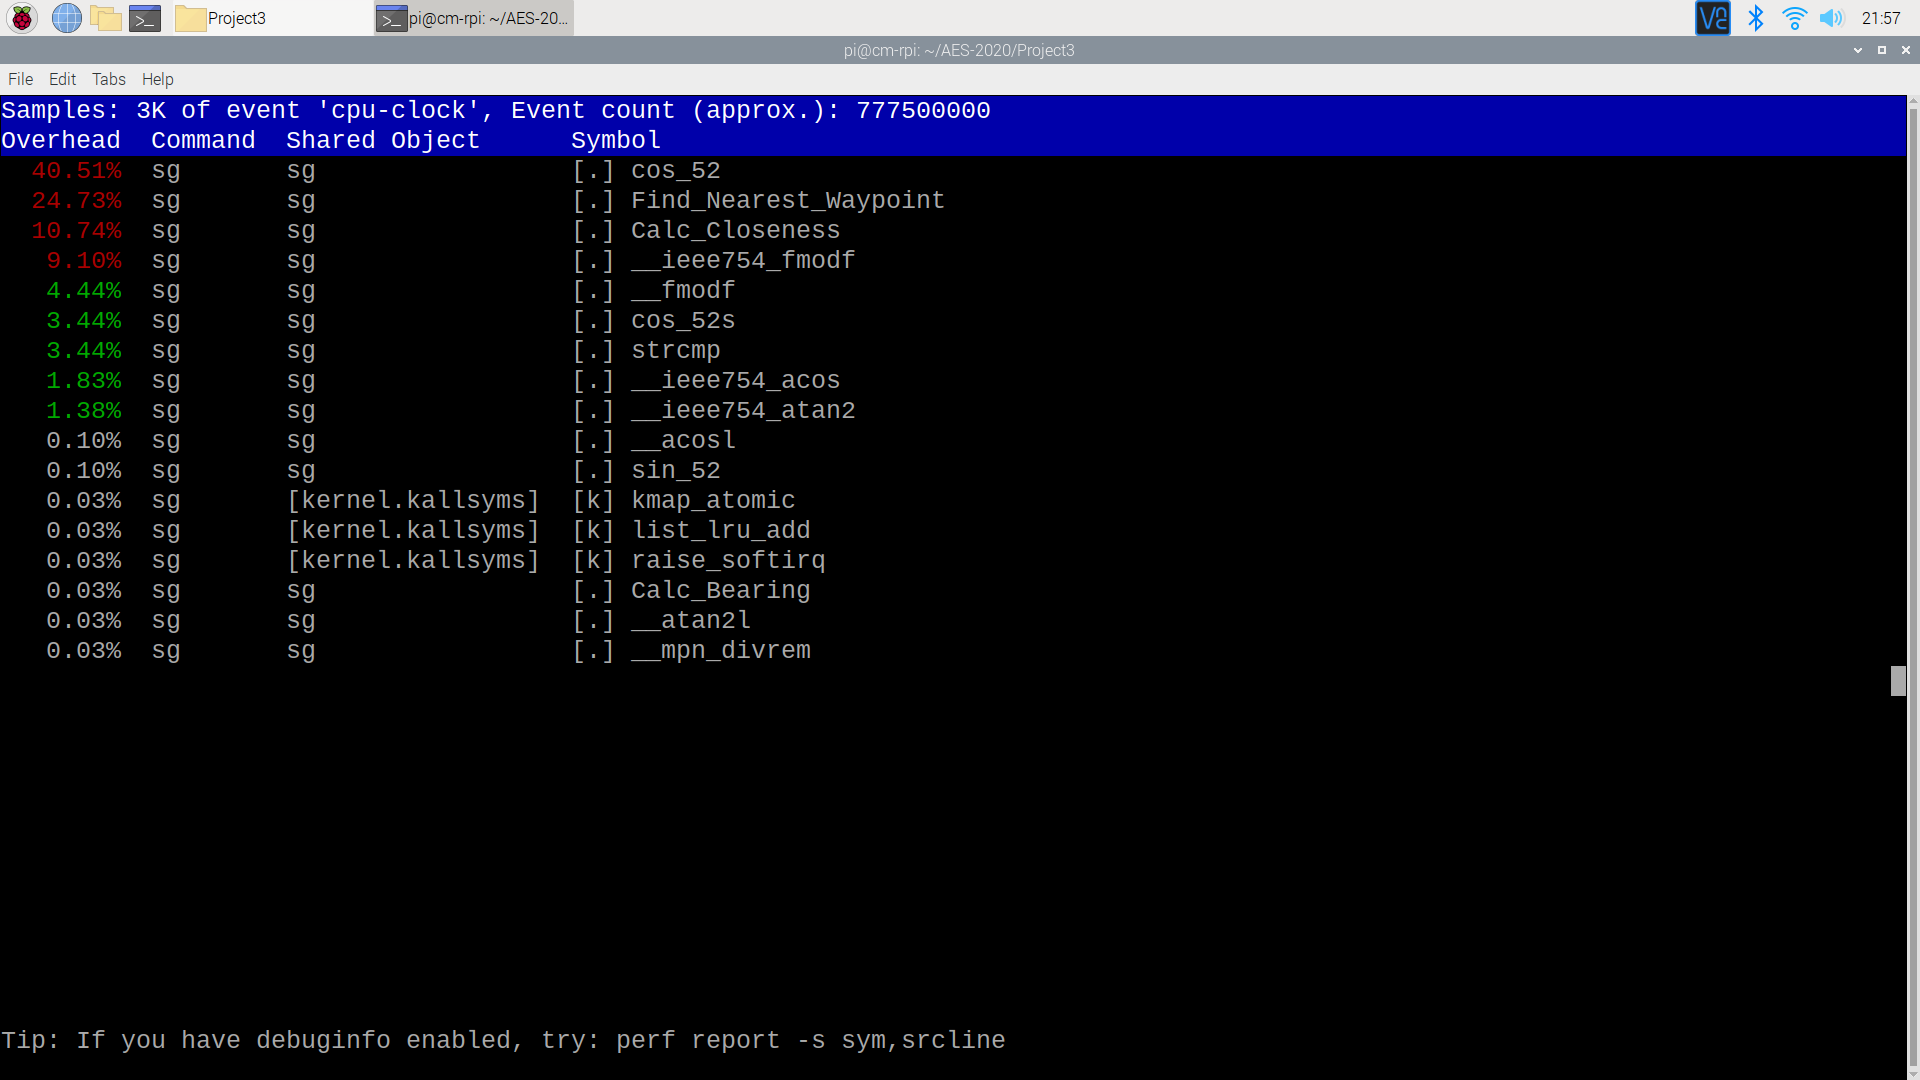 Project3
pi@cm-rpi: ~/AES-20...
21:57
pi@cm-rpi: ~/AES-2020/Project3
File Edit Tabs Help
Samples: 3K of event 'cpu-clock', Event count (approx.): 777500000
Overhead  Command  Shared Object      Symbol
40.51%  sg       sg                 [.] cos_52
24.73%  sg       sg                 [.] Find_Nearest_Waypoint
10.74%  sg       sg                 [.] Calc_Closeness
9.10%  sg       sg                 [.] __ieee754_fmodf
4.44%  sg       sg                 [.] __fmodf
3.44%  sg       sg                 [.] cos_52s
3.44%  sg       sg                 [.] strcmp
1.83%  sg       sg                 [.] __ieee754_acos
1.38%  sg       sg                 [.] __ieee754_atan2
0.10%  sg       sg                 [.] __acosl
0.10%  sg       sg                 [.] sin_52
0.03%  sg       [kernel.kallsyms]  [k] kmap_atomic
0.03%  sg       [kernel.kallsyms]  [k] list_lru_add
0.03%  sg       [kernel.kallsyms]  [k] raise_softirq
0.03%  sg       sg                 [.] Calc_Bearing
0.03%  sg       sg                 [.] __atan2l
0.03%  sg       sg                 [.] __mpn_divrem
Tip: If you have debuginfo enabled, try: perf report -s sym,srcline